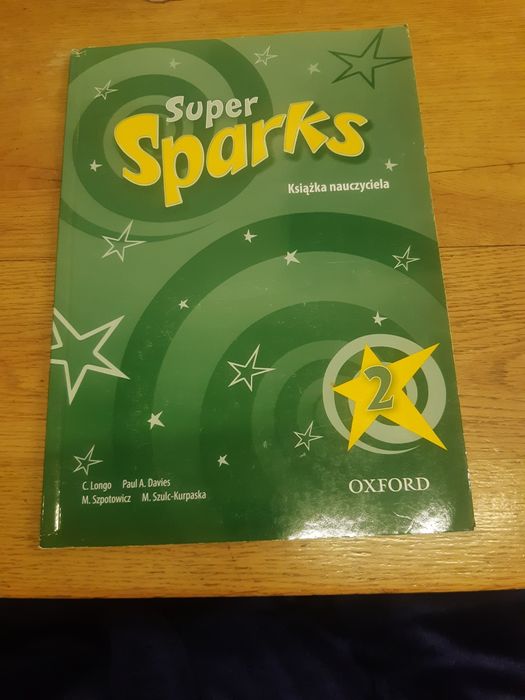 Super
Sparks
Książka nauczyciela
2
C. Longo Paul A. Davies
M. Szpotowicz M. Szulc-Kurpaska
OXFORD